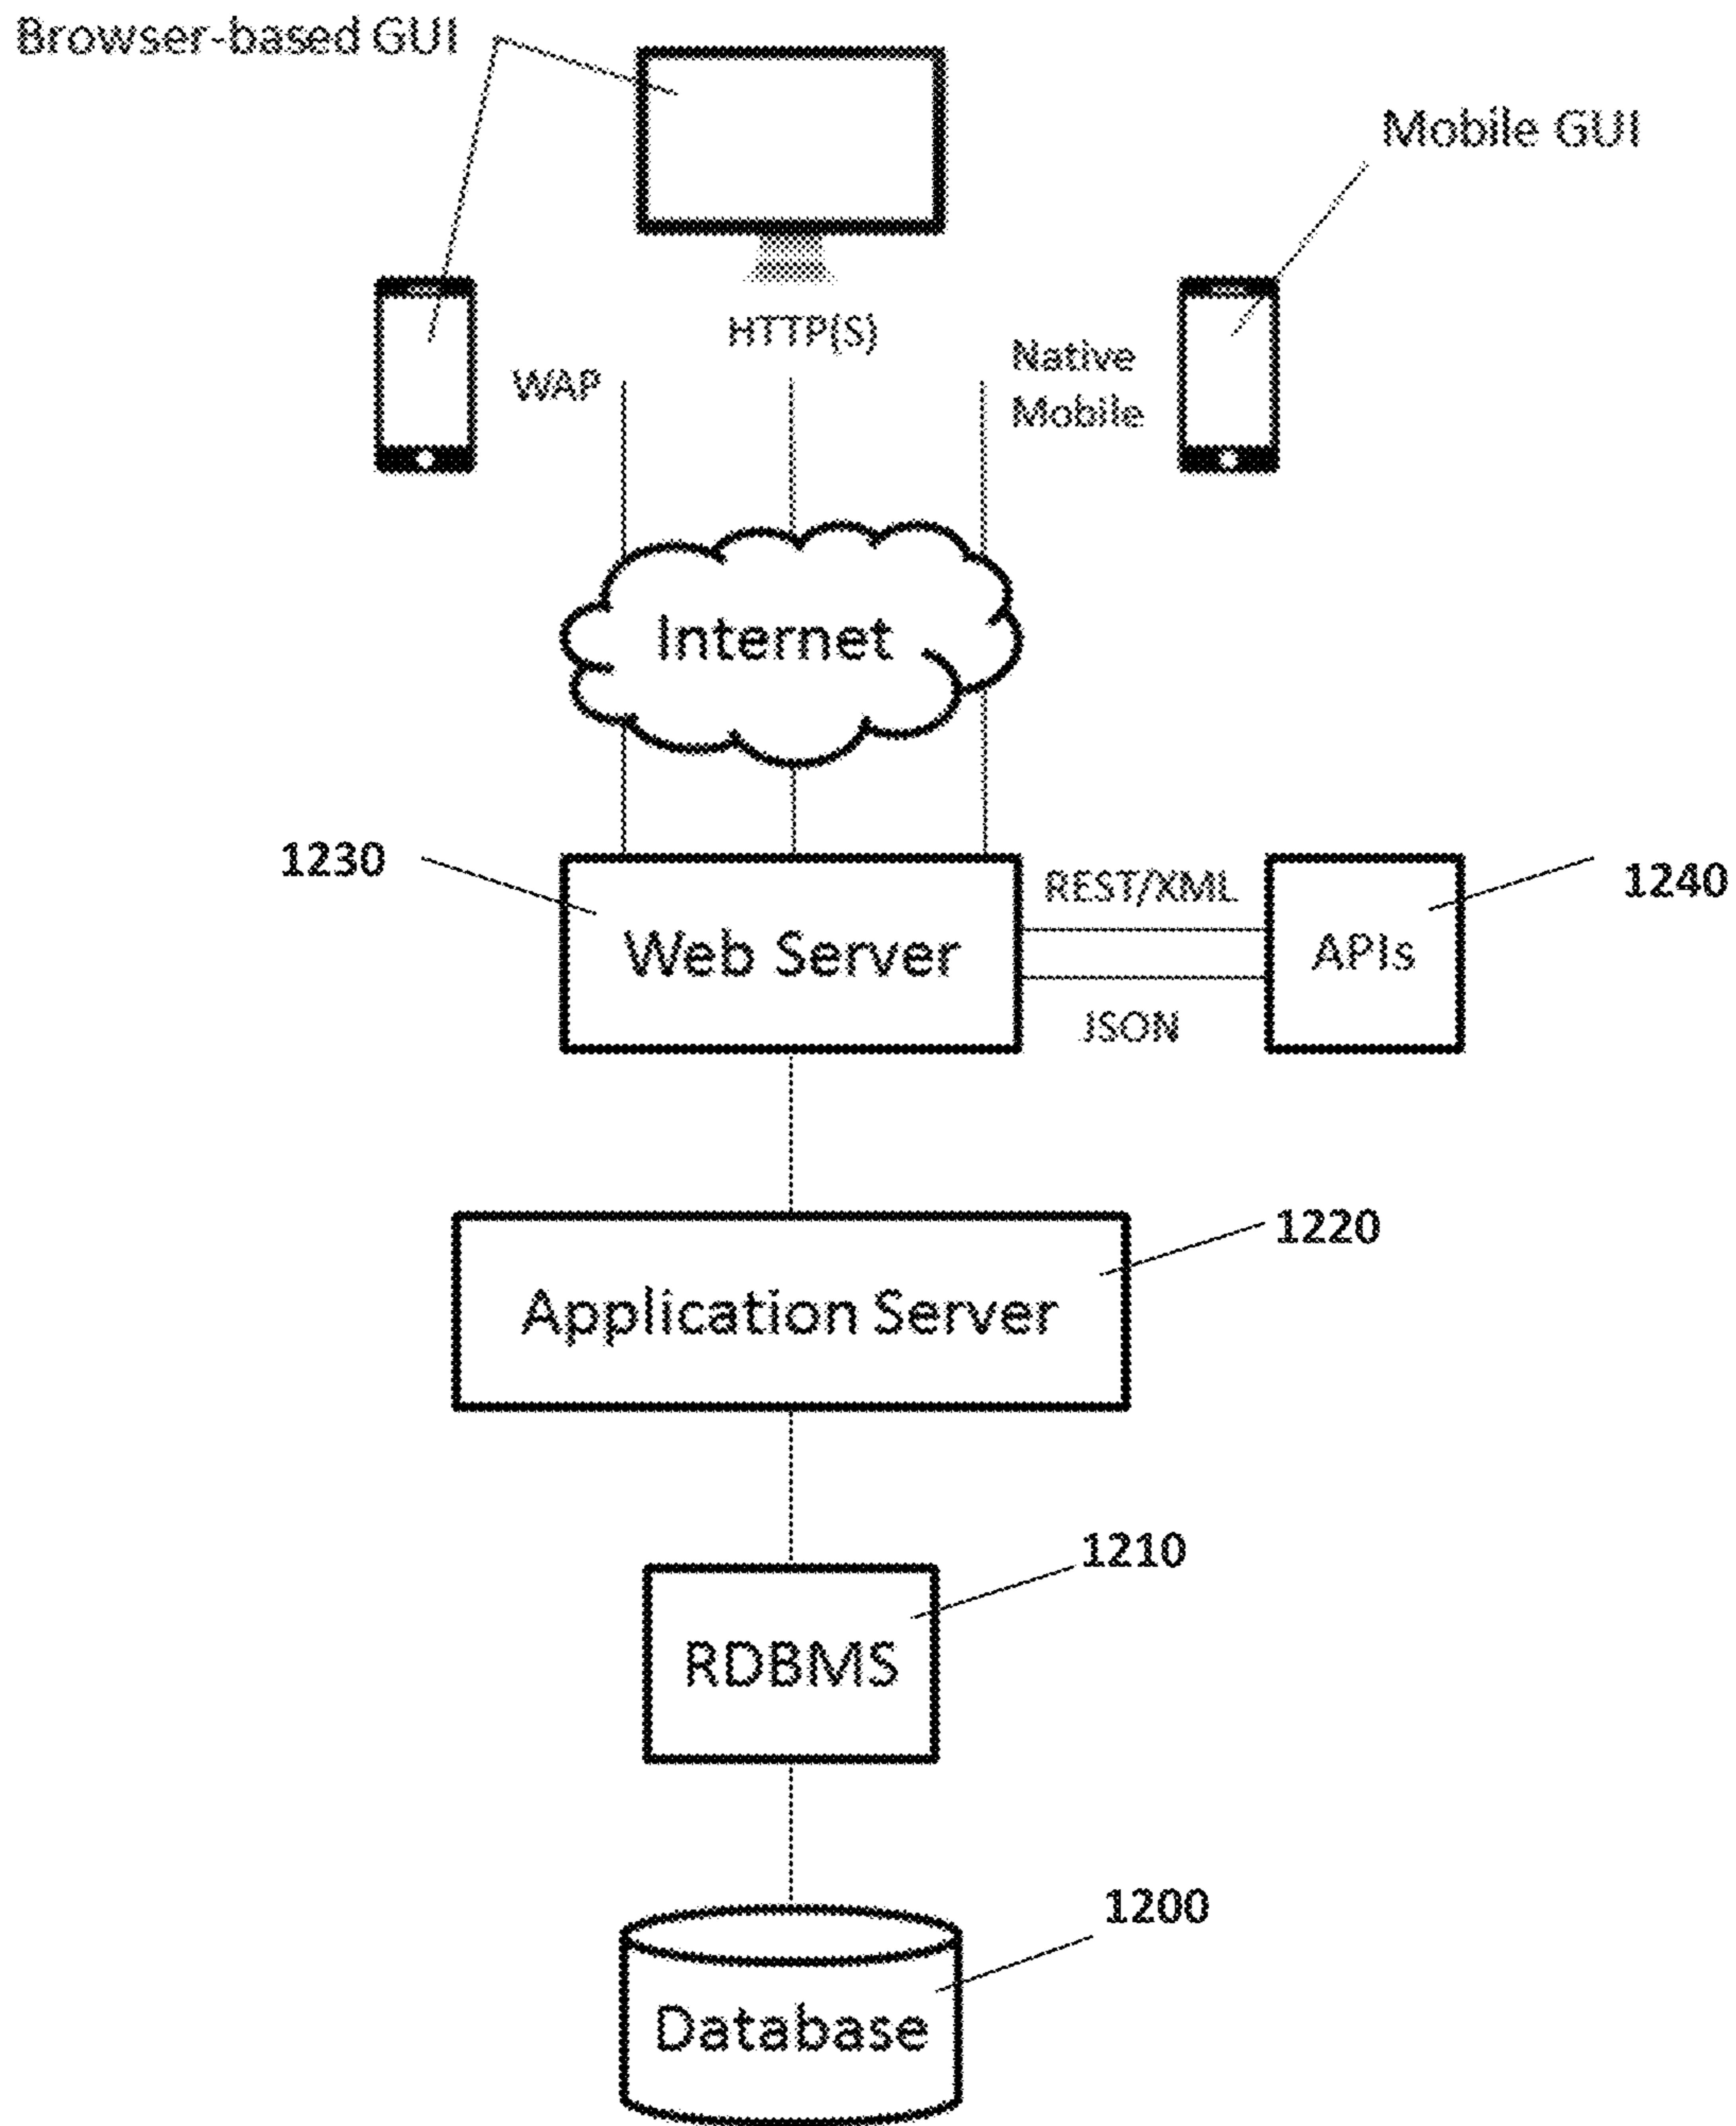 Browser-based GUI
Mobile GUI
HTTP(S)
WAP
Native
Mobile
Internet
1230
REST/XML
1240
Web Server
APIs
JSON
1220
Application Server
1210
RDBMS
1200
Database